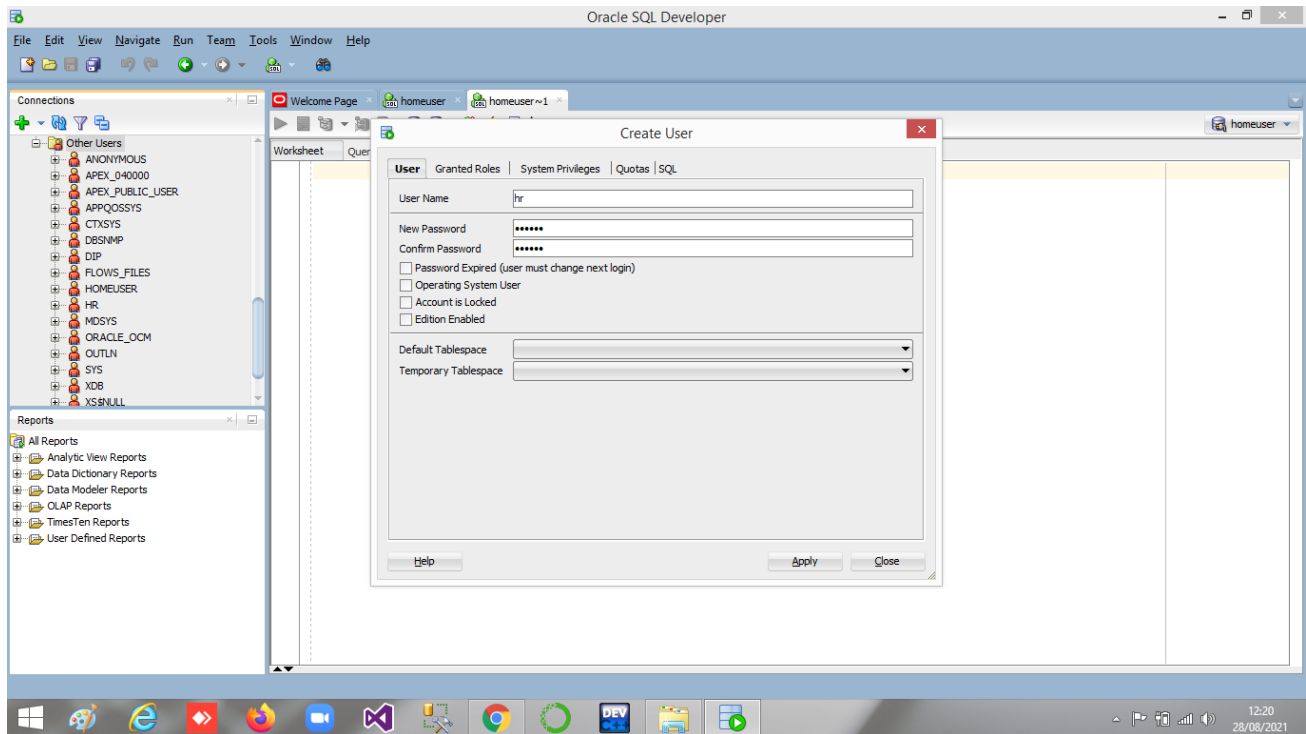 Oracle SQL Developer
File Edit View Navigate Run Team Tools Window Help
Connections
Welcome Page
homeuser
homeuser~1
homeuser
Other Users
ANONYMOUS
APEX_040000
APEX_PUBLIC_USER
APPQOSSYS
CTXSYS
DBSNMP
DIP
FLOWS_FILES
HOMEUSER
HR
MDSYS
ORACLE_OCM
OUTLN
SYS
XDB
XS$NULL
Reports
All Reports
Analytic View Reports
Data Dictionary Reports
Data Modeler Reports
OLAP Reports
TimesTen Reports
User Defined Reports
Worksheet Quer
Create User
User Granted Roles System Privileges Quotas SQL
User Name hr
New Password ••••••
Confirm Password ••••••
Password Expired (user must change next login)
Operating System User
Account is Locked
Edition Enabled
Default Tablespace
Temporary Tablespace
Help Apply Close
DEV C++
12:20
28/08/2021